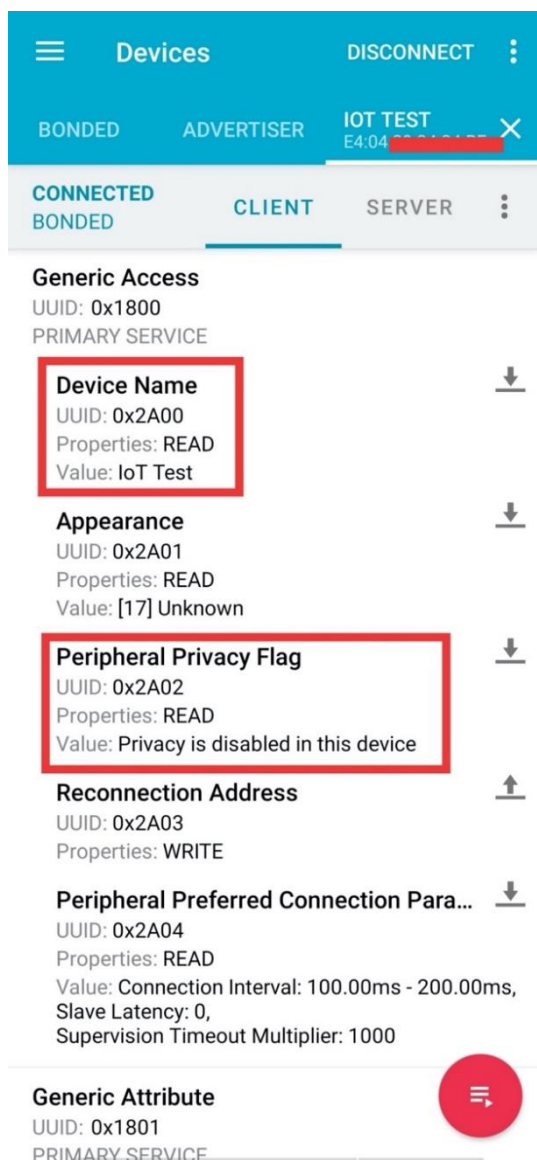 Devices
DISCONNECT
BONDED
ADVERTISER
IOT TEST
E4:04
CONNECTED
BONDED
CLIENT
SERVER
Generic Access
UUID: 0x1800
PRIMARY SERVICE
Device Name
UUID: 0x2A00
Properties: READ
Value: IoT Test
Appearance
UUID: 0x2A01
Properties: READ
Value: [17] Unknown
Peripheral Privacy Flag
UUID: 0x2A02
Properties: READ
Value: Privacy is disabled in this device
Reconnection Address
UUID: 0x2A03
Properties: WRITE
Peripheral Preferred Connection Para...
UUID: 0x2A04
Properties: READ
Value: Connection Interval: 100.00ms - 200.00ms,
Slave Latency: 0,
Supervision Timeout Multiplier: 1000
Generic Attribute
UUID: 0x1801
PRIMARY SERVICE